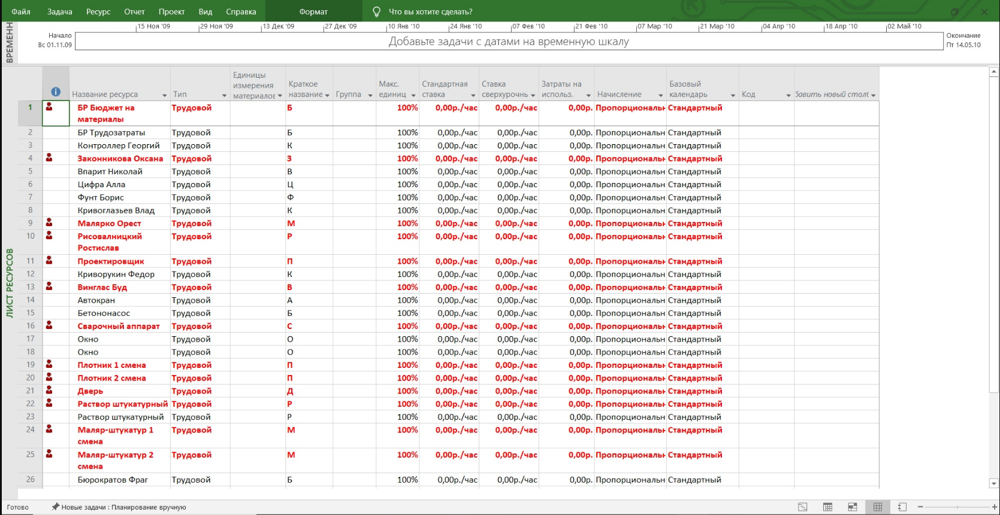 Файл Задача Ресурс Отчет Проект Вид Справка Формат Что вы хотите сделать?
ВРЕМЕНН
15 Ноя '09 29 Ноя '09 13 Дек '09 27 Дек '09 10 Янв '10 24 Янв '10 07 Фев '10 21 Фев '10 07 Мар '10 21 Мар '10 04 Апр '10 18 Апр '10 02 Май '10
Начало
Вс 01.11.09
Добавьте задачи с датами на временную шкалу
Окончание
Пт 14.05.10
ЛИСТ РЕСУРСОВ
Название ресурса Тип Единицы измерения материалов Краткое название Группа Макс. единиц Стандартная ставка Ставка сверхурочнь Затраты на использ. Начисление Базовый календарь Код бавить новый столб
1 БР Бюджет на материалы Трудовой Б 100% 0,00р./час 0,00р./час 0,00р. Пропорциональн Стандартный
2 БР Трудозатраты Трудовой Б 100% 0,00р./час 0,00р./час 0,00р. Пропорциональн Стандартный
3 Контроллер Георгий Трудовой К 100% 0,00р./час 0,00р./час 0,00р. Пропорциональн Стандартный
4 Законникова Оксана Трудовой З 100% 0,00р./час 0,00р./час 0,00р. Пропорциональн Стандартный
5 Впарит Николай Трудовой В 100% 0,00р./час 0,00р./час 0,00р. Пропорциональн Стандартный
6 Цифра Алла Трудовой Ц 100% 0,00р./час 0,00р./час 0,00р. Пропорциональн Стандартный
7 Фунт Борис Трудовой Ф 100% 0,00р./час 0,00р./час 0,00р. Пропорциональн Стандартный
8 Кривоглазьев Влад Трудовой К 100% 0,00р./час 0,00р./час 0,00р. Пропорциональн Стандартный
9 Малярко Орест Трудовой М 100% 0,00р./час 0,00р./час 0,00р. Пропорциональн Стандартный
10 Рисовалницкий Ростислав Трудовой Р 100% 0,00р./час 0,00р./час 0,00р. Пропорциональн Стандартный
11 Проектировщик Трудовой П 100% 0,00р./час 0,00р./час 0,00р. Пропорциональн Стандартный
12 Криворукин Федор Трудовой К 100% 0,00р./час 0,00р./час 0,00р. Пропорциональн Стандартный
13 Винглас Буд Трудовой В 100% 0,00р./час 0,00р./час 0,00р. Пропорциональн Стандартный
14 Автокран Трудовой А 100% 0,00р./час 0,00р./час 0,00р. Пропорциональн Стандартный
15 Бетононасос Трудовой Б 100% 0,00р./час 0,00р./час 0,00р. Пропорциональн Стандартный
16 Сварочный аппарат Трудовой С 100% 0,00р./час 0,00р./час 0,00р. Пропорциональн Стандартный
17 Окно Трудовой О 100% 0,00р./час 0,00р./час 0,00р. Пропорциональн Стандартный
18 Окно Трудовой О 100% 0,00р./час 0,00р./час 0,00р. Пропорциональн Стандартный
19 Плотник 1 смена Трудовой П 100% 0,00р./час 0,00р./час 0,00р. Пропорциональн Стандартный
20 Плотник 2 смена Трудовой П 100% 0,00р./час 0,00р./час 0,00р. Пропорциональн Стандартный
21 Дверь Трудовой Д 100% 0,00р./час 0,00р./час 0,00р. Пропорциональн Стандартный
22 Раствор штукатурный Трудовой Р 100% 0,00р./час 0,00р./час 0,00р. Пропорциональн Стандартный
23 Раствор штукатурный Трудовой Р 100% 0,00р./час 0,00р./час 0,00р. Пропорциональн Стандартный
24 Маляр-штукатур 1 смена Трудовой М 100% 0,00р./час 0,00р./час 0,00р. Пропорциональн Стандартный
25 Маляр-штукатур 2 смена Трудовой М 100% 0,00р./час 0,00р./час 0,00р. Пропорциональн Стандартный
26 Бюрократов Фраг Трудовой Б 100% 0,00р./час 0,00р./час 0,00р. Пропорциональн Стандартный
Готово Новые задачи : Планирование вручную